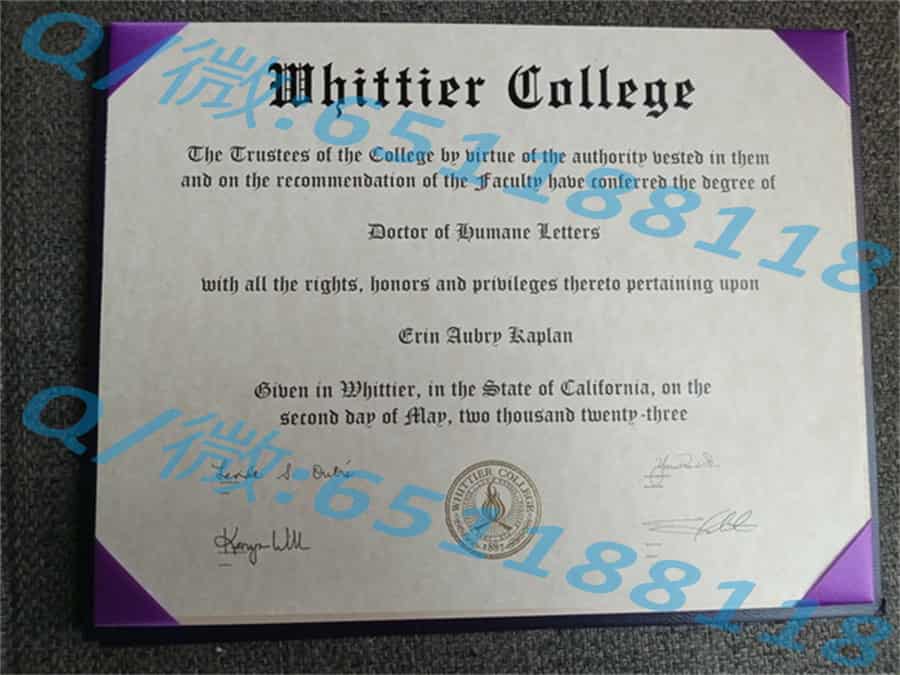 Whittier College
The Trustees of the College by virtue of the authority vested in them
and on the recommendation of the Faculty have conferred the degree of
Doctor of Humane Letters
with all the rights, honors and privileges thereto pertaining upon
Erin Aubry Kaplan
Given in Whittier, in the State of California, on the
second day of May, two thousand twenty-three
WHITTIER COLLEGE
1887
Q/微:651188118
Q/微:651188118